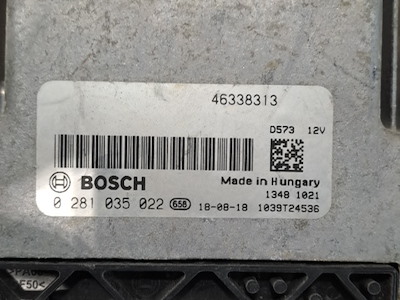 46338313
D573 12V
BOSCH
Made in Hungary
1348 1021
0 281 035 022 658 18-08-18 1039T24536